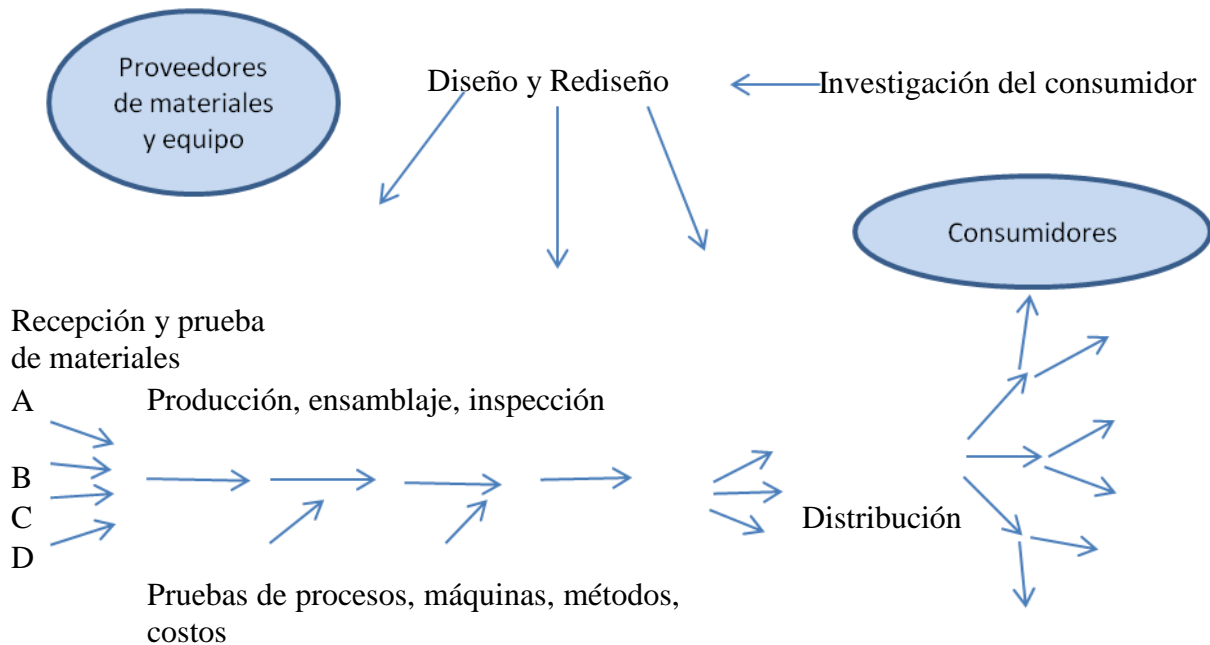 Proveedores
de materiales
y equipo
Diseño y Rediseño
Investigación del consumidor
Consumidores
Recepción y prueba
de materiales
A
Producción, ensamblaje, inspección
B
C
Distribución
D
Pruebas de procesos, máquinas, métodos,
costos